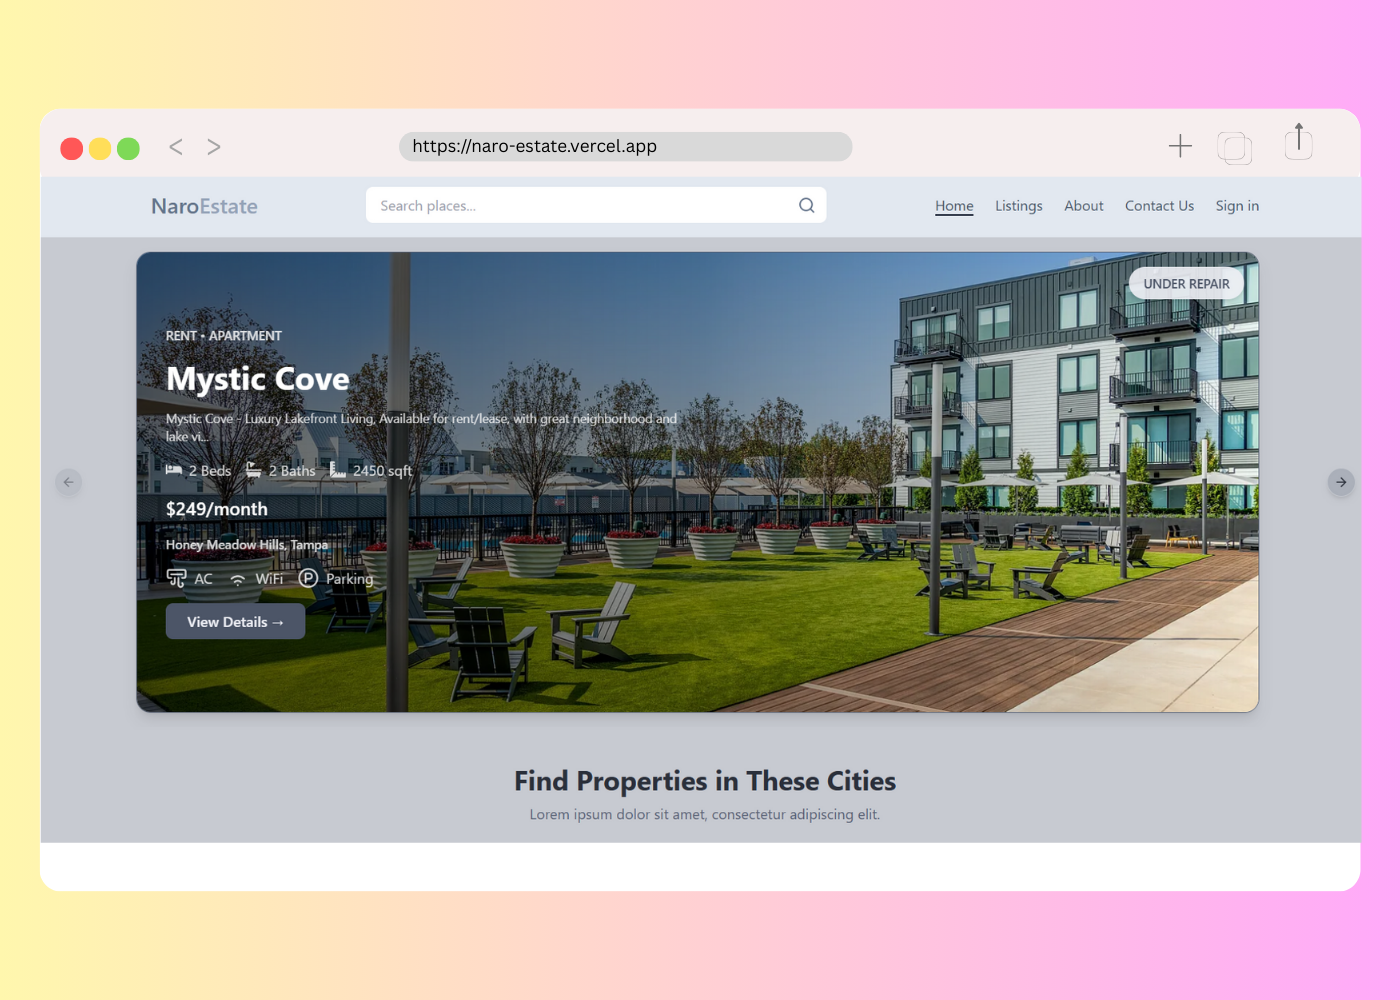 https://naro-estate.vercel.app
NaroEstate
Search places...
Home Listings About Contact Us Sign in
UNDER REPAIR
RENT • APARTMENT
Mystic Cove
Mystic Cove - Luxury Lakefront Living, Available for rent/lease, with great neighborhood and
lake vi...
2 Beds 2 Baths 2450 sqft
$249/month
Honey Meadow Hills, Tampa
AC WiFi P Parking
View Details →
Find Properties in These Cities
Lorem ipsum dolor sit amet, consectetur adipiscing elit.